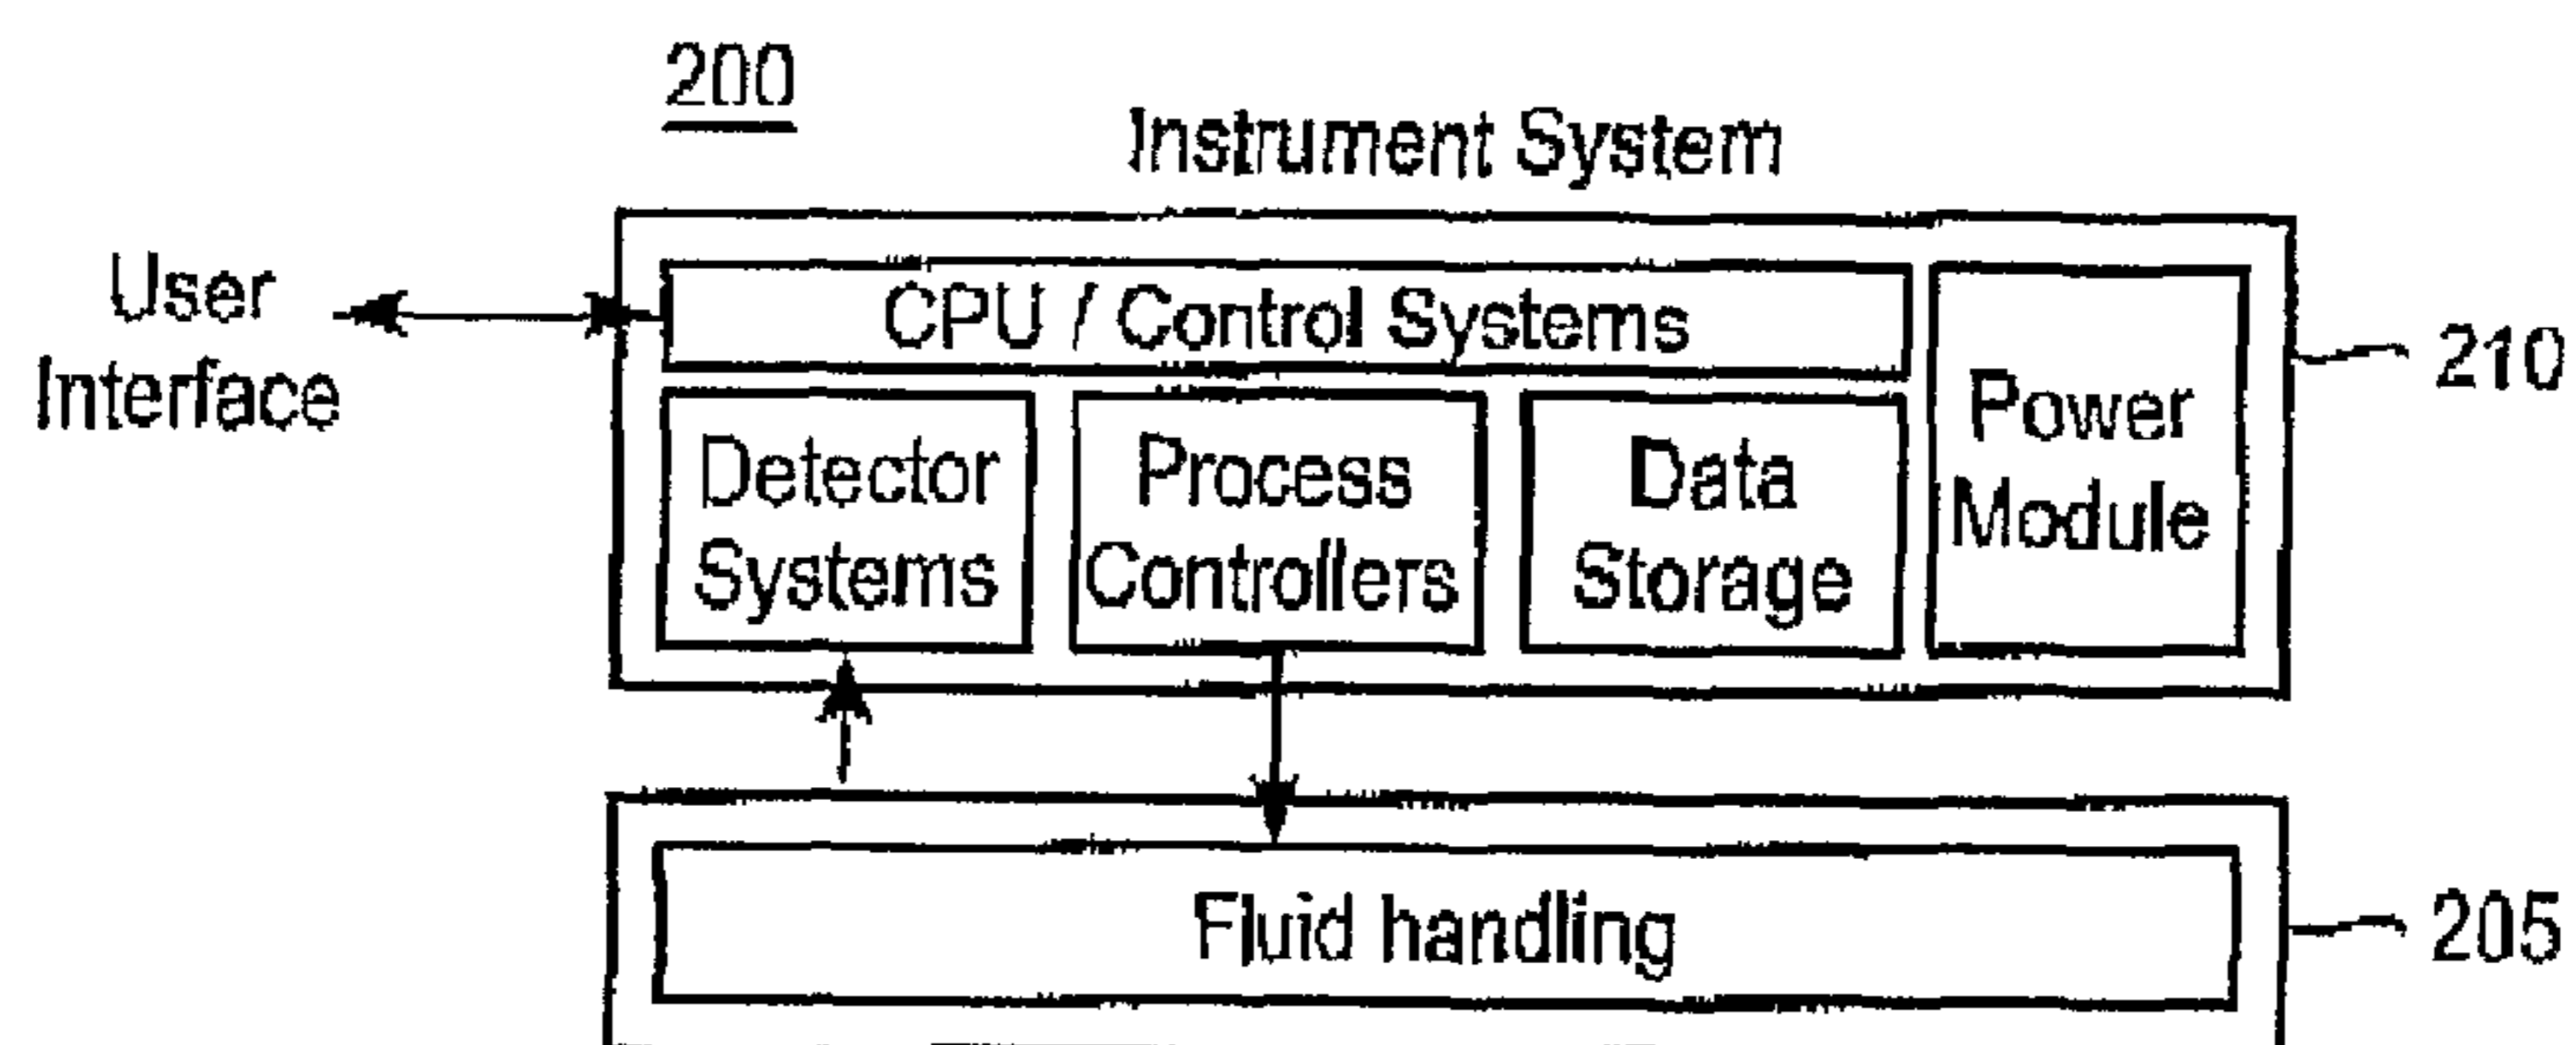 200
Instrument System
User
Interface
CPU / Control Systems
210
Detector
Systems
Process
Controllers
Data
Storage
Power
Module
Fluid handling
205